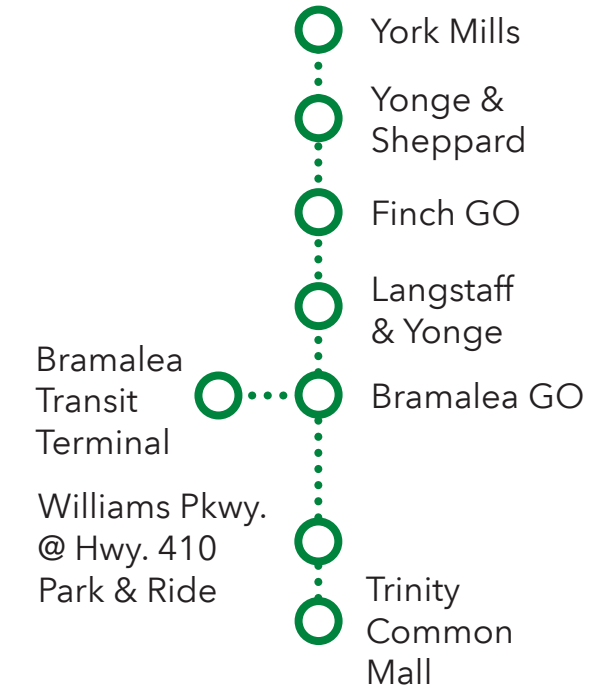 York Mills
Yonge &
Sheppard
Finch GO
Langstaff
& Yonge
Bramalea
Transit
Terminal
Bramalea GO
Williams Pkwy.
@ Hwy. 410
Park & Ride
Trinity
Common
Mall